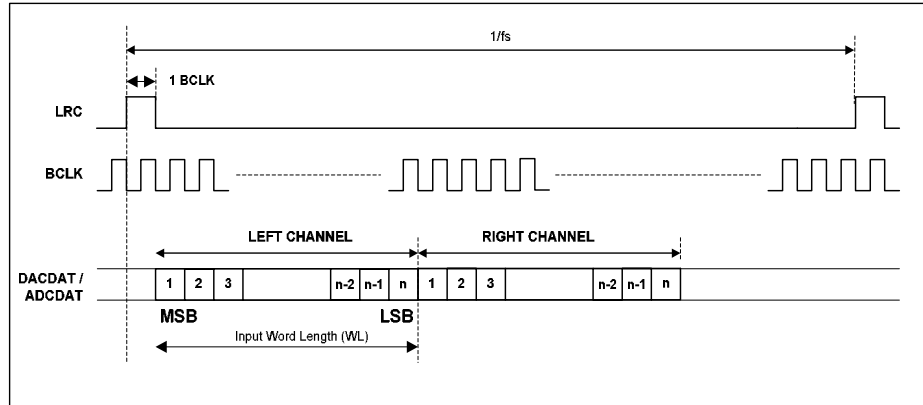 1/fs
1 BCLK
LRC
BCLK
LEFT CHANNEL
RIGHT CHANNEL
DACDAT /
ADCDAT
1 2 3 n-2 n-1 n 1 2 3 n-2 n-1 n
MSB
LSB
Input Word Length (WL)